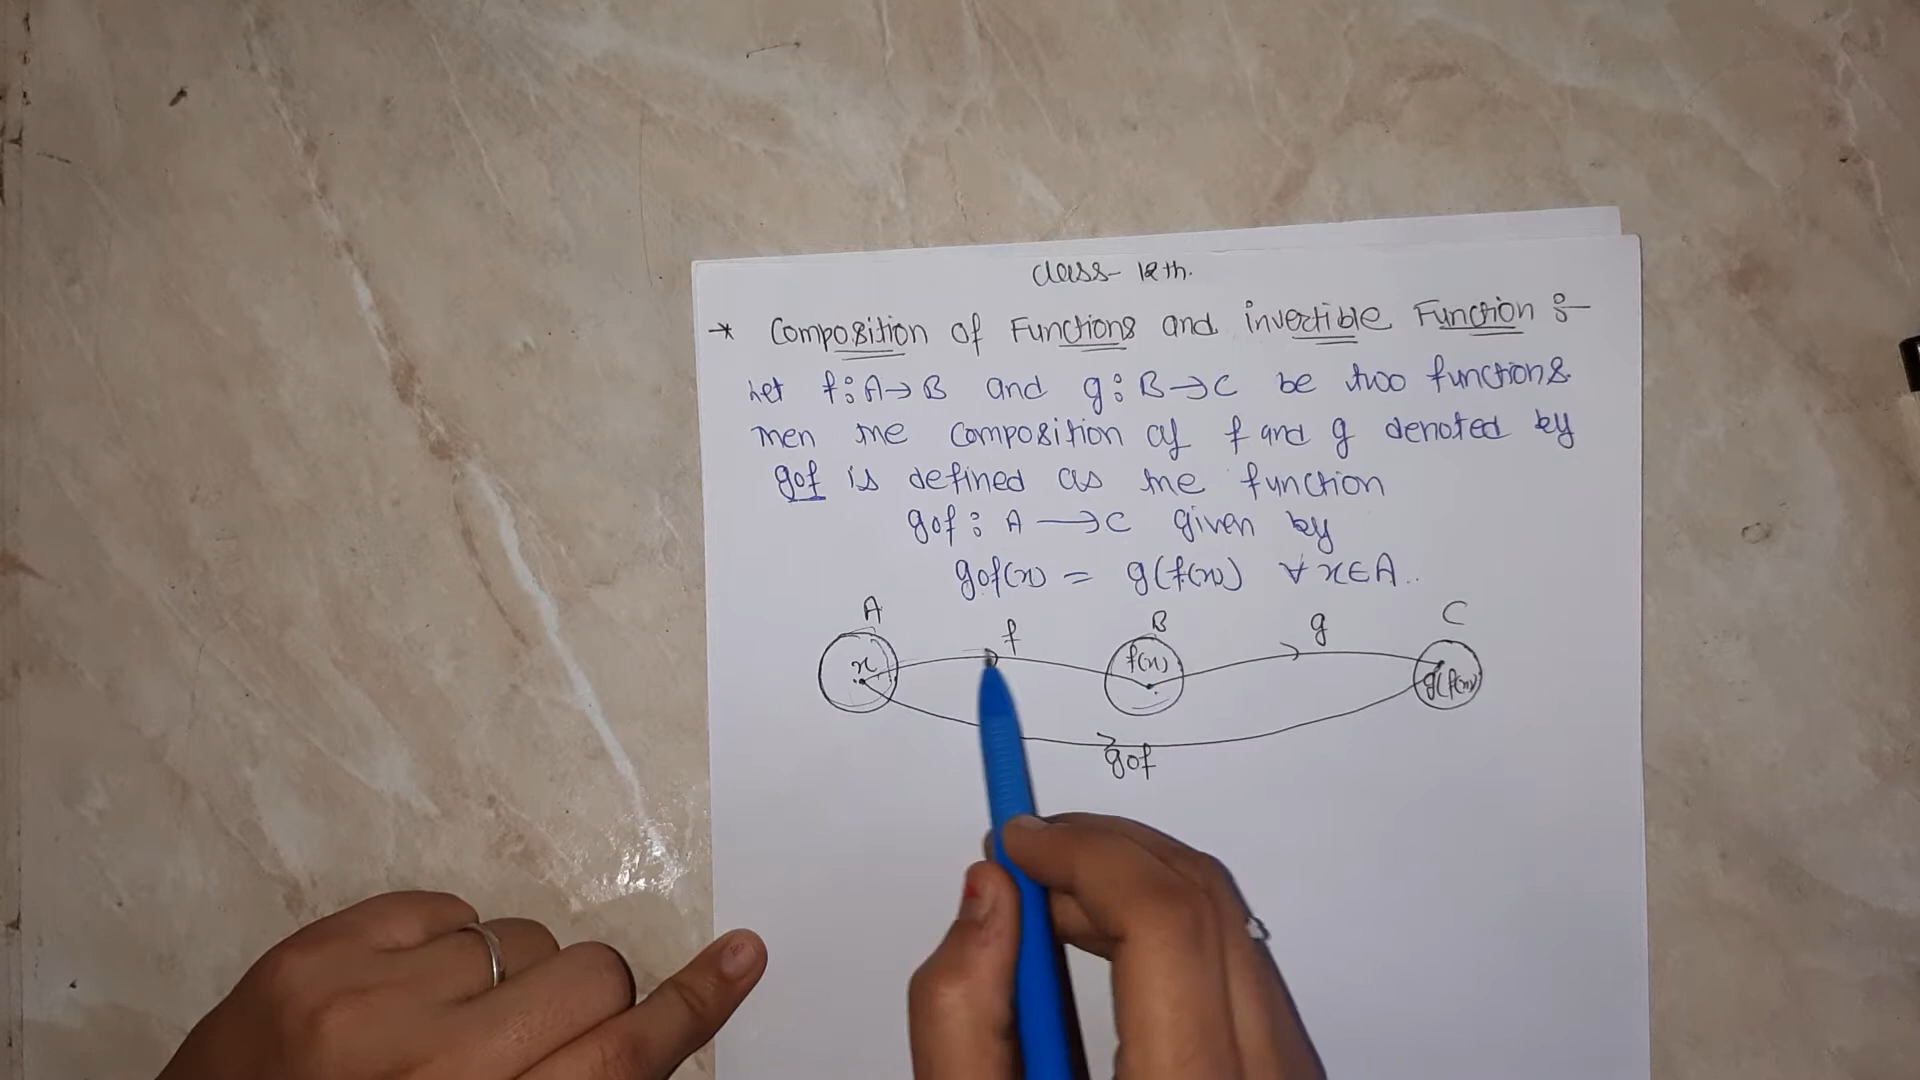 Class- 12th.
* Composition of Functions and invertible Function :-
Let f:A→B and g:B→C be two functions
Then the composition of f and g denoted by
gof is defined as the function
gof : A →C given by
gof(x) = g(f(x)) ∀ x∈A..
A B C
f g
x f(x) g(f(x))
gof